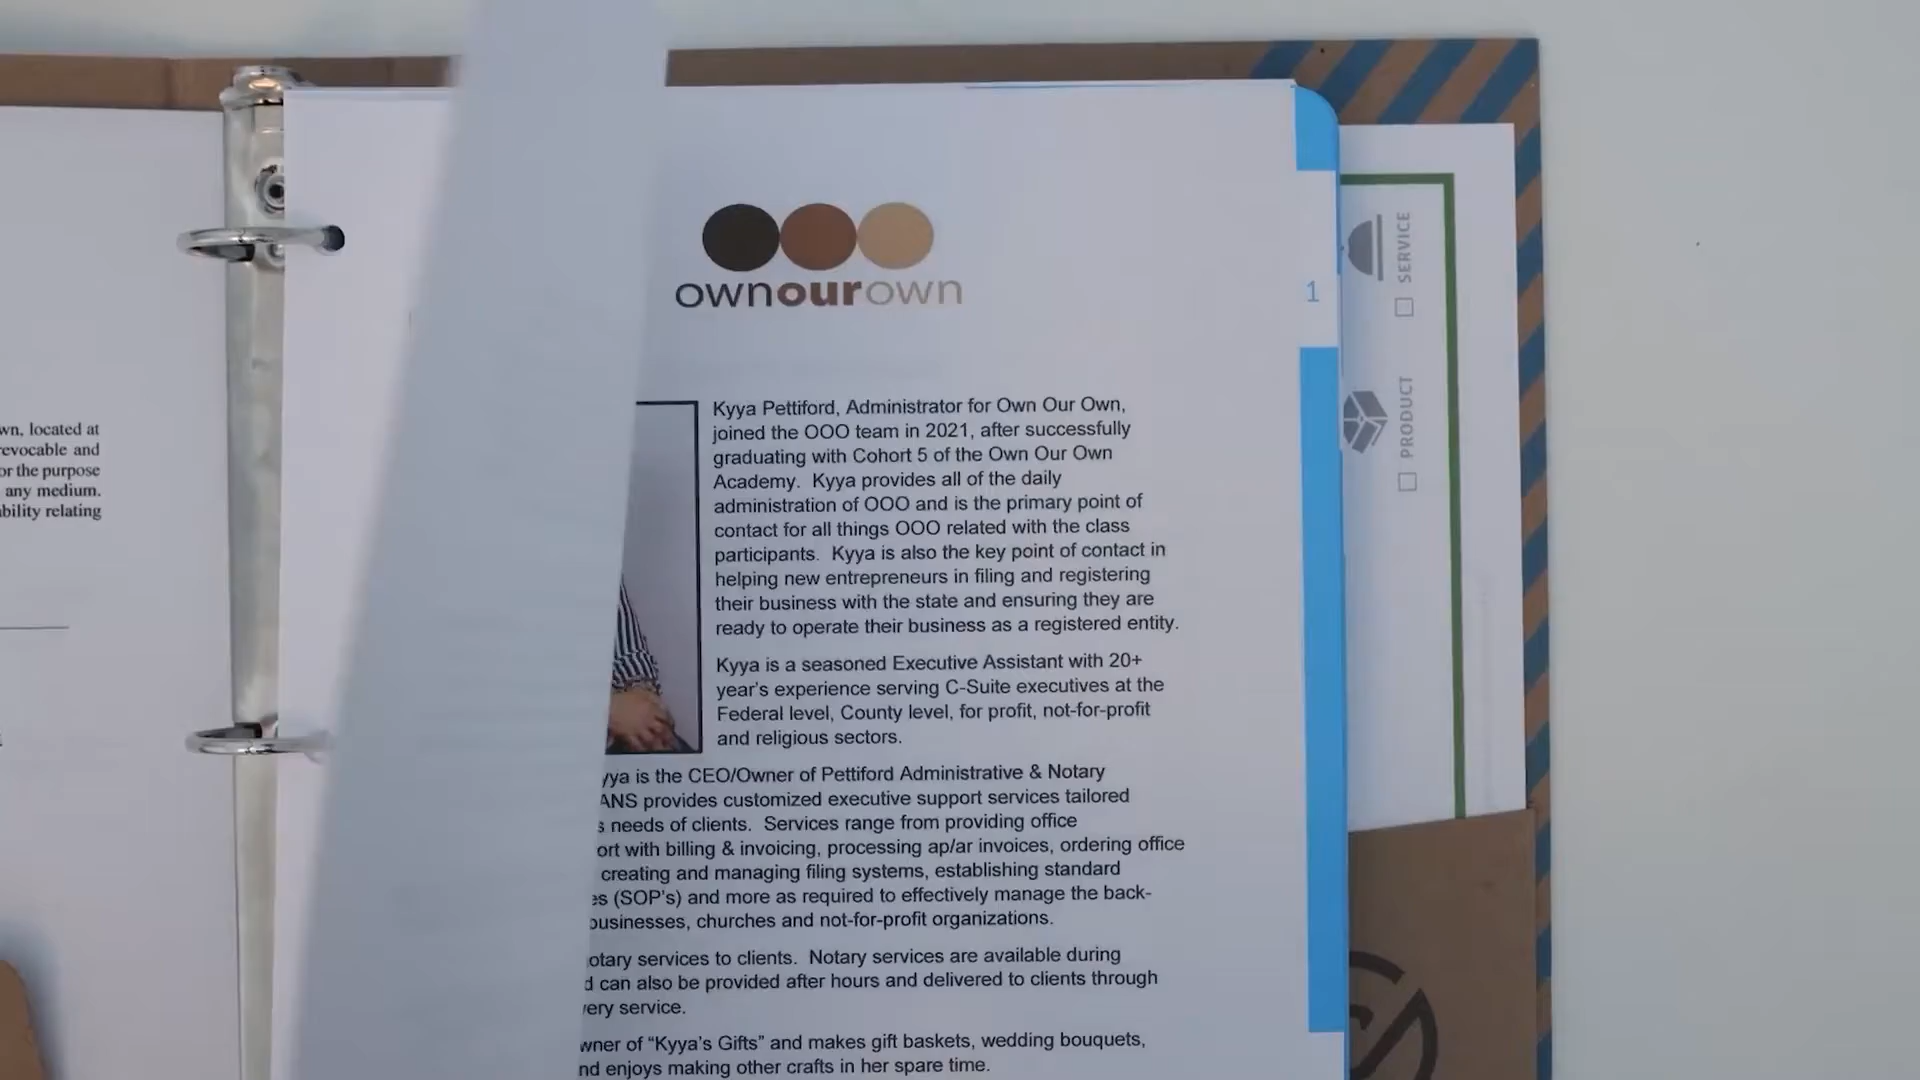 wn, located at
evocable and
or the purpose
any medium.
bility relating
ownourown
1
Kyya Pettiford, Administrator for Own Our Own,
joined the OOO team in 2021, after successfully
graduating with Cohort 5 of the Own Our Own
Academy. Kyya provides all of the daily
administration of OOO and is the primary point of
contact for all things OOO related with the class
participants. Kyya is also the key point of contact in
helping new entrepreneurs in filing and registering
their business with the state and ensuring they are
ready to operate their business as a registered entity.
Kyya is a seasoned Executive Assistant with 20+
year's experience serving C-Suite executives at the
Federal level, County level, for profit, not-for-profit
and religious sectors.
yya is the CEO/Owner of Pettiford Administrative & Notary
ANS provides customized executive support services tailored
s needs of clients. Services range from providing office
ort with billing & invoicing, processing ap/ar invoices, ordering office
creating and managing filing systems, establishing standard
es (SOP's) and more as required to effectively manage the back-
businesses, churches and not-for-profit organizations.
otary services to clients. Notary services are available during
d can also be provided after hours and delivered to clients through
very service.
wner of “Kyya's Gifts” and makes gift baskets, wedding bouquets,
nd enjoys making other crafts in her spare time.
SERVICE
PRODUCT